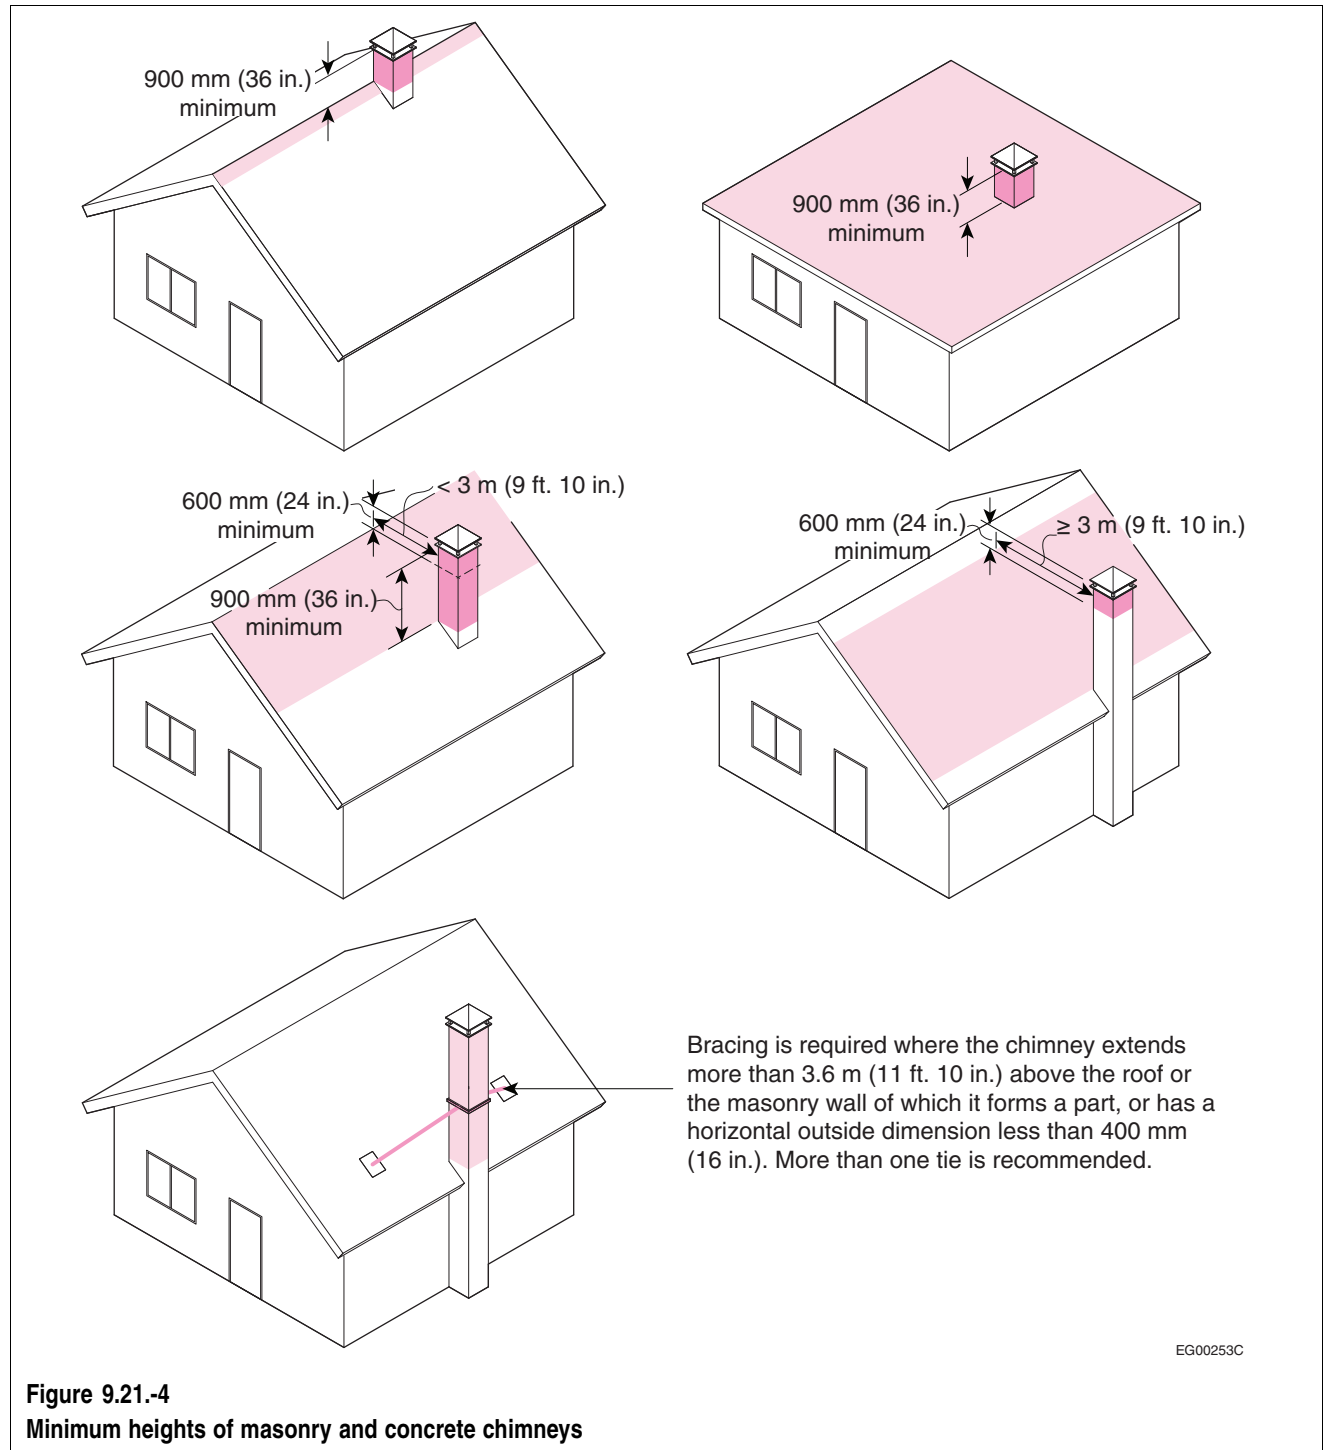 900 mm (36 in.)
minimum
900 mm (36 in.)
minimum
600 mm (24 in.)
minimum
< 3 m (9 ft. 10 in.)
900 mm (36 in.)
minimum
600 mm (24 in.)
minimum
≥ 3 m (9 ft. 10 in.)
Bracing is required where the chimney extends
more than 3.6 m (11 ft. 10 in.) above the roof or
the masonry wall of which it forms a part, or has a
horizontal outside dimension less than 400 mm
(16 in.). More than one tie is recommended.
EG00253C
Figure 9.21.-4
Minimum heights of masonry and concrete chimneys